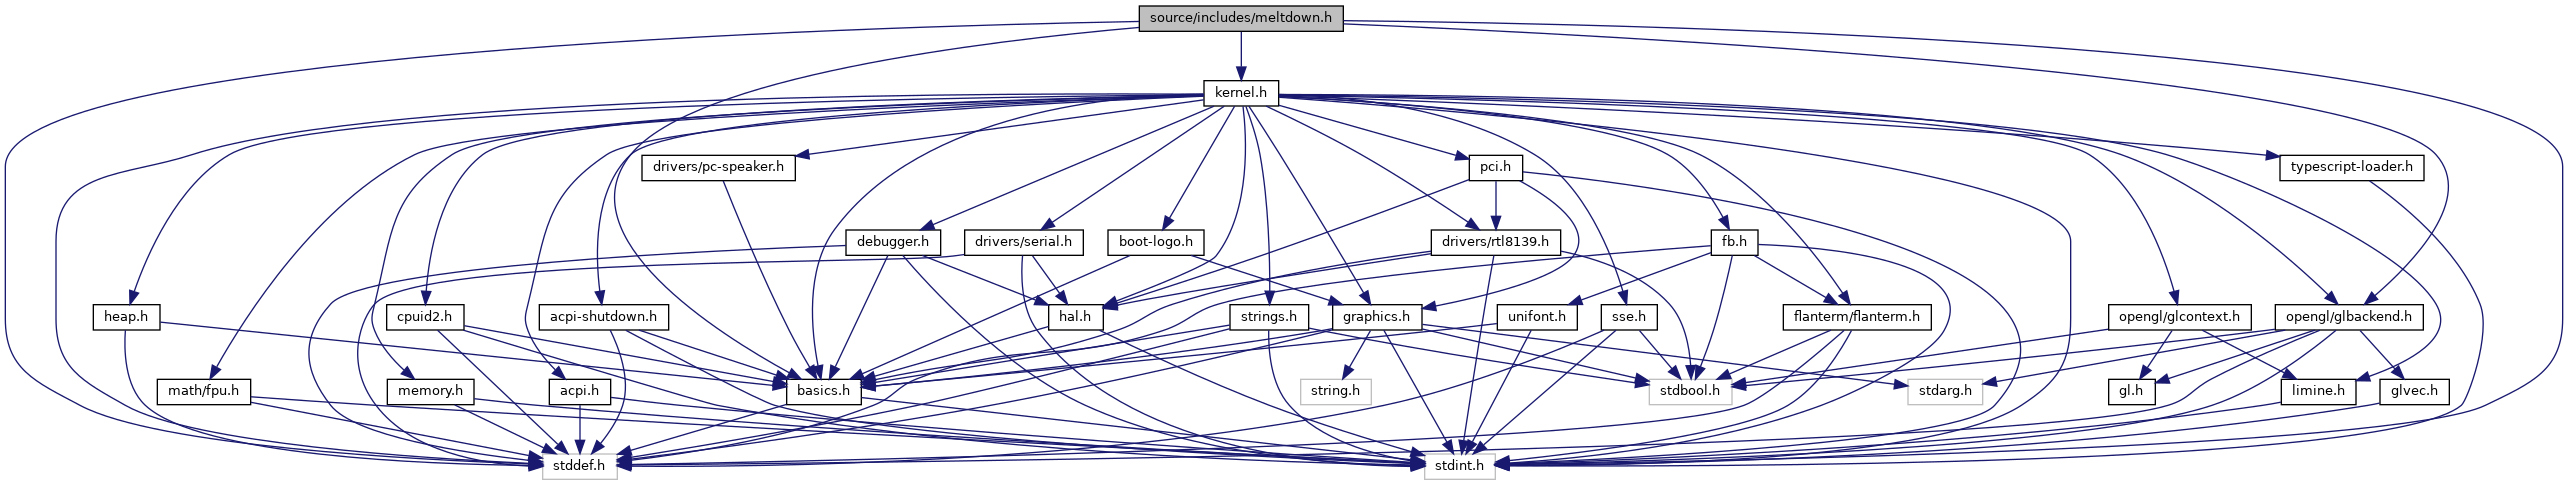 source/includes/meltdown.h
kernel.h
drivers/pc-speaker.h
pci.h
typescript-loader.h
debugger.h
drivers/serial.h
boot-logo.h
drivers/rtl8139.h
fb.h
heap.h
cpuid2.h
acpi-shutdown.h
hal.h
strings.h
graphics.h
unifont.h
sse.h
flanterm/flanterm.h
opengl/glcontext.h
opengl/glbackend.h
math/fpu.h
memory.h
acpi.h
basics.h
string.h
stdbool.h
stdarg.h
gl.h
limine.h
glvec.h
stddef.h
stdint.h